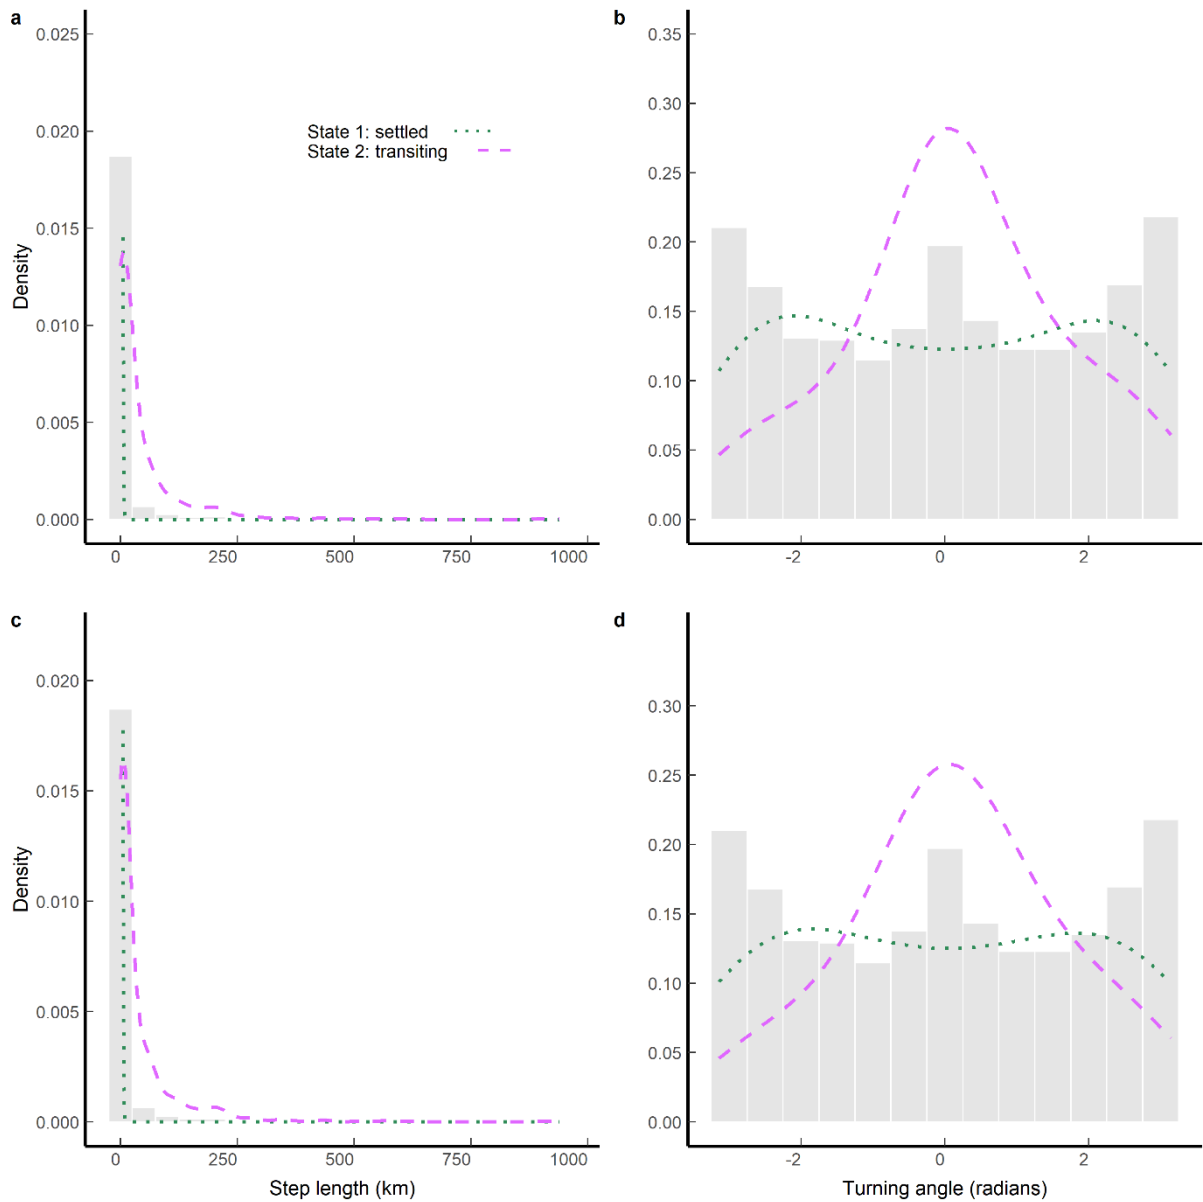 a
0.025
0.020
0.015
0.010
0.005
0.000
Density
State 1: settled
State 2: transiting
0 250 500 750 1000
b
0.35
0.30
0.25
0.20
0.15
0.10
0.05
0.00
-2 0 2
c
0.020
0.015
0.010
0.005
0.000
Density
0 250 500 750 1000
Step length (km)
d
0.30
0.25
0.20
0.15
0.10
0.05
0.00
-2 0 2
Turning angle (radians)